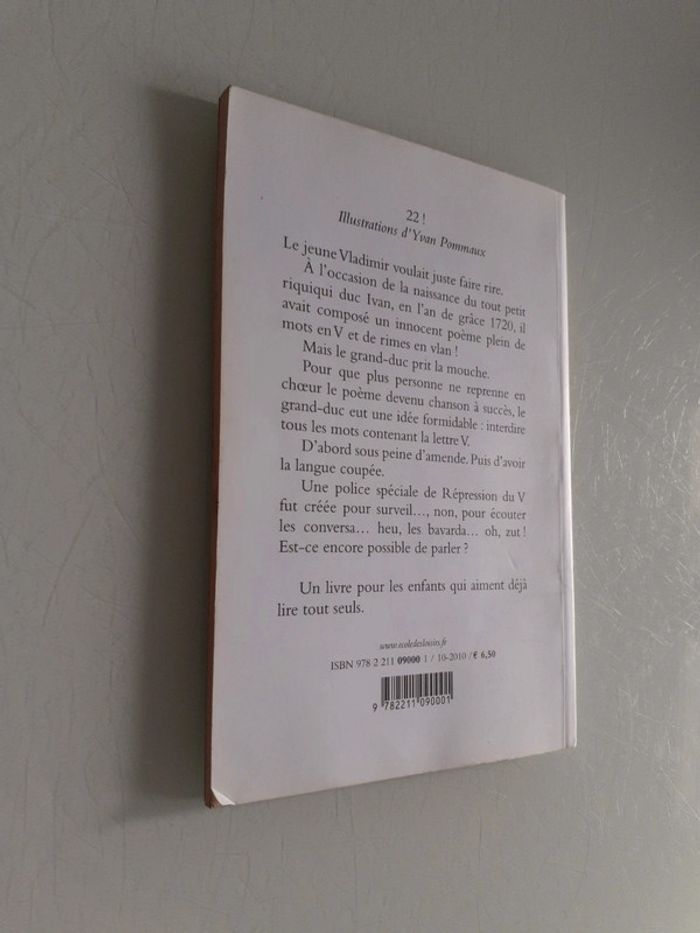 22 !
Illustrations d'Yvan Pommaux
Le jeune Vladimir voulait juste faire rire.
À l'occasion de la naissance du tout petit
riquiqui duc Ivan, en l'an de grâce 1720, il
avait composé un innocent poème plein de
mots en V et de rimes en vlan !
Mais le grand-duc prit la mouche.
Pour que plus personne ne reprenne en
chœur le poème devenu chanson à succès, le
grand-duc eut une idée formidable : interdire
tous les mots contenant la lettre V.
D'abord sous peine d'amende. Puis d'avoir
la langue coupée.
Une police spéciale de Répression du V
fut créée pour surveil…, non, pour écouter
les conversa… heu, les bavarda… oh, zut !
Est-ce encore possible de parler ?
Un livre pour les enfants qui aiment déjà
lire tout seuls.
www.ecoledesloisirs.fr
ISBN 978 2 211 09000 1 / 10-2010 / € 6,50
9 782211 090001